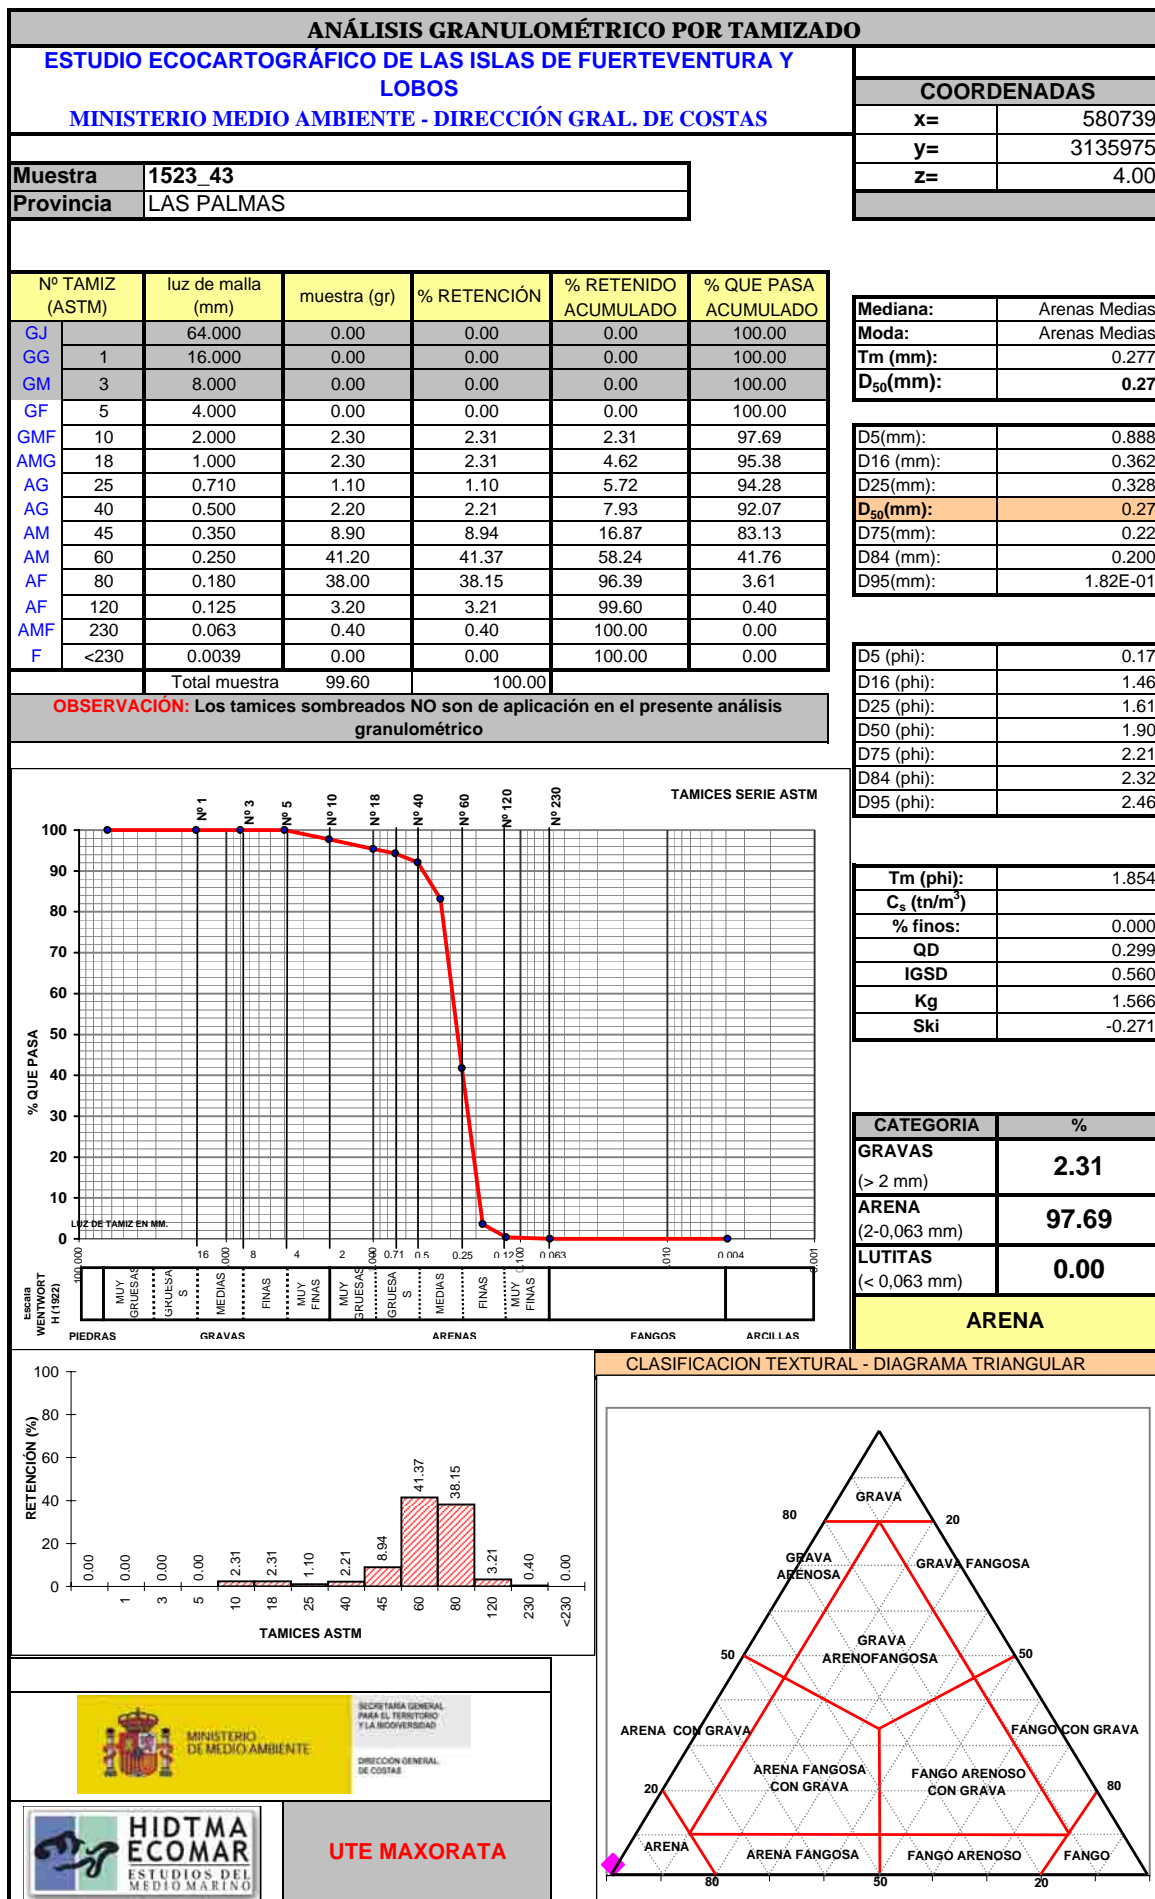 ANÁLISIS GRANULOMÉTRICO POR TAMIZADO
ESTUDIO ECOCARTOGRÁFICO DE LAS ISLAS DE FUERTEVENTURA Y
LOBOS
MINISTERIO MEDIO AMBIENTE - DIRECCIÓN GRAL. DE COSTAS
COORDENADAS
x= 580739
y= 3135975
z= 4.00
Muestra 1523_43
Provincia LAS PALMAS
Nº TAMIZ (ASTM) luz de malla (mm) muestra (gr) % RETENCIÓN % RETENIDO ACUMULADO % QUE PASA ACUMULADO
GJ 64.000 0.00 0.00 0.00 100.00
GG 1 16.000 0.00 0.00 0.00 100.00
GM 3 8.000 0.00 0.00 0.00 100.00
GF 5 4.000 0.00 0.00 0.00 100.00
GMF 10 2.000 2.30 2.31 2.31 97.69
AMG 18 1.000 2.30 2.31 4.62 95.38
AG 25 0.710 1.10 1.10 5.72 94.28
AG 40 0.500 2.20 2.21 7.93 92.07
AM 45 0.350 8.90 8.94 16.87 83.13
AM 60 0.250 41.20 41.37 58.24 41.76
AF 80 0.180 38.00 38.15 96.39 3.61
AF 120 0.125 3.20 3.21 99.60 0.40
AMF 230 0.063 0.40 0.40 100.00 0.00
F <230 0.0039 0.00 0.00 100.00 0.00
Total muestra 99.60 100.00
OBSERVACIÓN: Los tamices sombreados NO son de aplicación en el presente análisis
granulométrico
Mediana: Arenas Medias
Moda: Arenas Medias
Tm (mm): 0.277
D50(mm): 0.27
D5(mm): 0.888
D16 (mm): 0.362
D25(mm): 0.328
D50(mm): 0.27
D75(mm): 0.22
D84 (mm): 0.200
D95(mm): 1.82E-01
D5 (phi): 0.17
D16 (phi): 1.46
D25 (phi): 1.61
D50 (phi): 1.90
D75 (phi): 2.21
D84 (phi): 2.32
D95 (phi): 2.46
Tm (phi): 1.854
Cs (tn/m3)
% finos: 0.000
QD 0.299
IGSD 0.560
Kg 1.566
Ski -0.271
CATEGORIA %
GRAVAS (> 2 mm) 2.31
ARENA (2-0,063 mm) 97.69
LUTITAS (< 0,063 mm) 0.00
ARENA
TAMICES SERIE ASTM
Nº 1 Nº 3 Nº 5 Nº 10 Nº 18 Nº 40 Nº 60 Nº 120 Nº 230
% QUE PASA
100
90
80
70
60
50
40
30
20
10
0
LUZ DE TAMIZ EN MM.
16 8 4 2 0.71 0.5 0.25 0.12 0.063 0.004
100.000 0.100 0.001
Escala
WENTWORT
H (1922)
MUY GRUESAS GRUESA S MEDIAS FINAS MUY FINAS MUY GRUESAS GRUESA S MEDIAS FINAS MUY FINAS
PIEDRAS GRAVAS ARENAS FANGOS ARCILLAS
RETENCIÓN (%)
100
80
60
40
20
0
0.00 0.00 0.00 0.00 2.31 2.31 1.10 2.21 8.94 41.37 38.15 3.21 0.40 0.00
1 3 5 10 18 25 40 45 60 80 120 230 <230
TAMICES ASTM
CLASIFICACION TEXTURAL - DIAGRAMA TRIANGULAR
GRAVA
80 20
GRAVA
ARENOSA
GRAVA FANGOSA
GRAVA
ARENOFANGOSA
50 50
ARENA CON GRAVA FANGO CON GRAVA
ARENA FANGOSA
CON GRAVA
FANGO ARENOSO
CON GRAVA
20 80
ARENA ARENA FANGOSA FANGO ARENOSO FANGO
80 50 20
MINISTERIO
DE MEDIO AMBIENTE
SECRETARÍA GENERAL
PARA EL TERRITORIO
Y LA BIODIVERSIDAD
DIRECCIÓN GENERAL
DE COSTAS
HIDTMA
ECOMAR
ESTUDIOS DEL
MEDIO MARINO
UTE MAXORATA